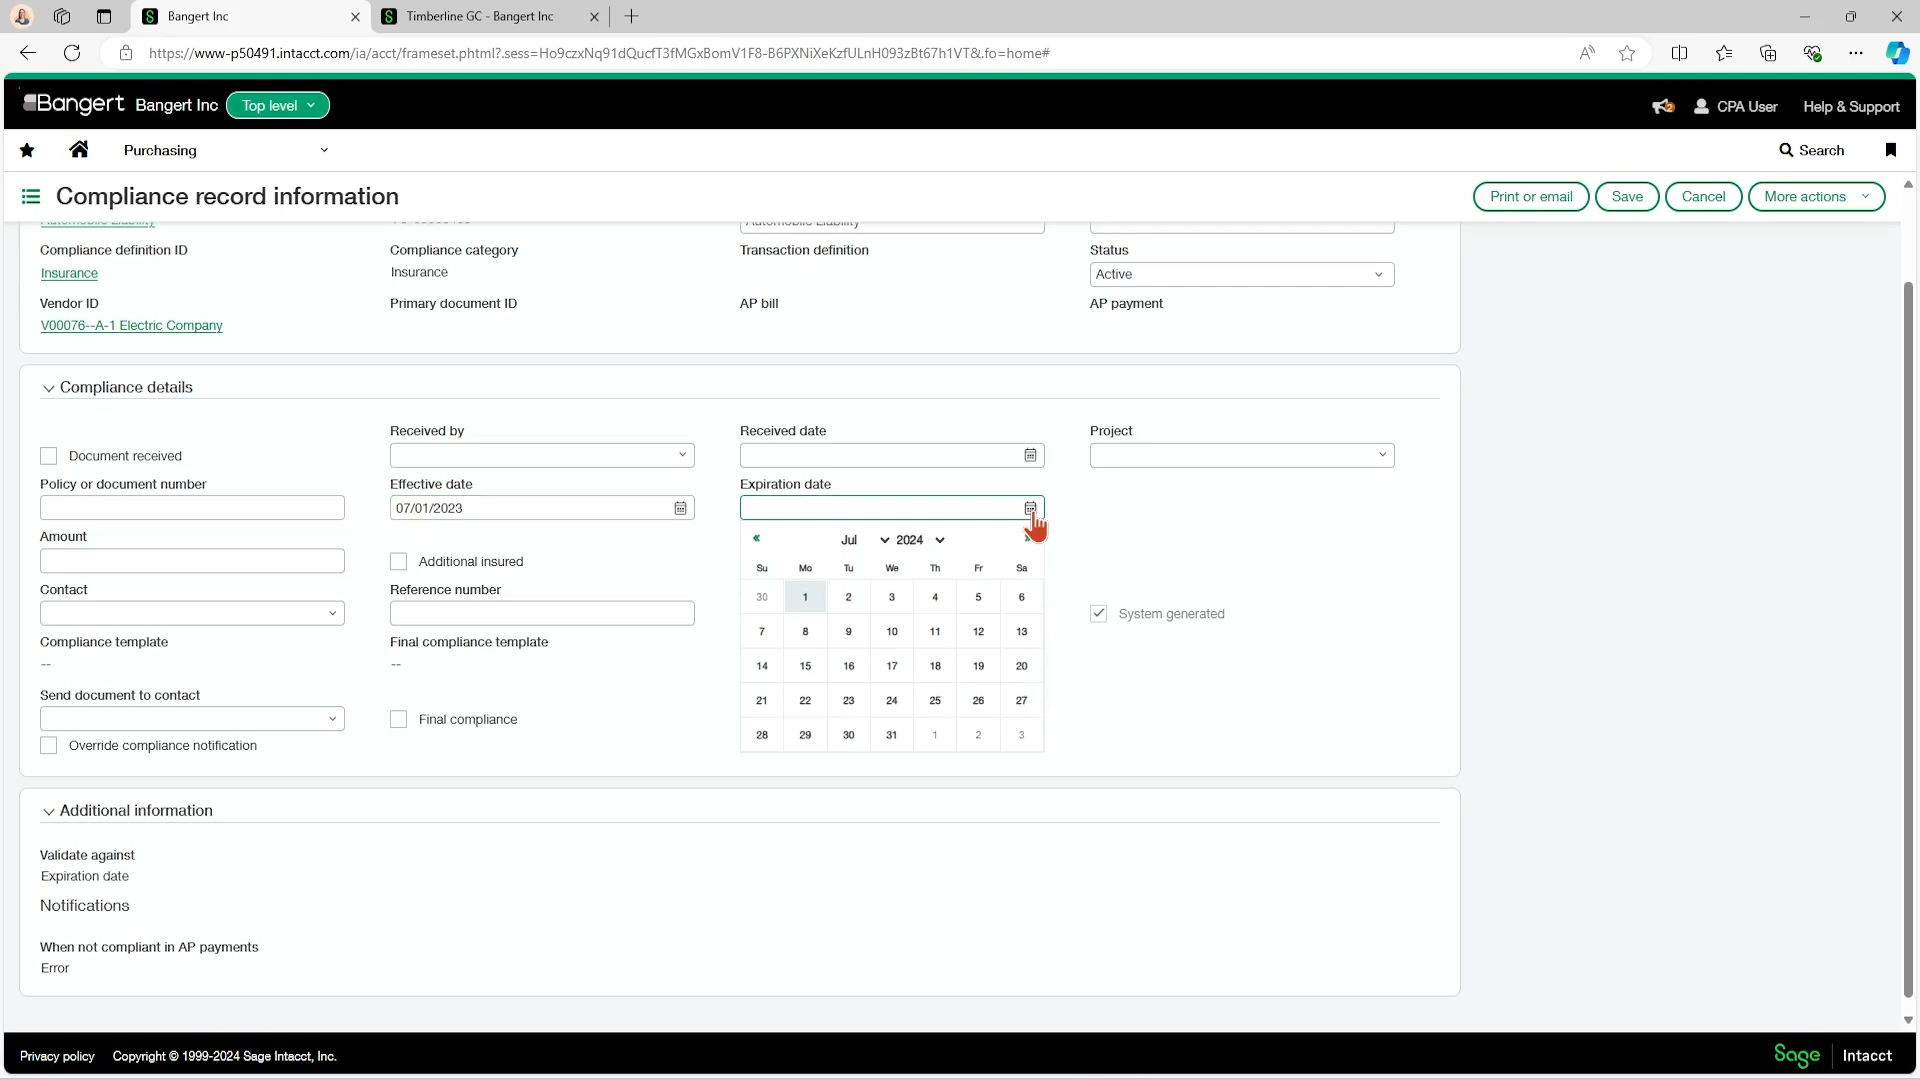 Bangert Inc
Timberline GC - Bangert Inc
https://www-p50491.intacct.com/ia/acct/frameset.phtml?.sess=Ho9czxNq91dQucfT3fMGxBomV1F8-B6PXNiXeKzfULnH093zBt67h1VT&.fo=home#
Bangert Bangert Inc Top level
2 CPA User Help & Support
Purchasing
Search
Compliance record information
Print or email Save Cancel More actions
Automobile Liability
Automobile Liability
Compliance definition ID Compliance category Transaction definition Status
Insurance Insurance Active
Vendor ID Primary document ID AP bill AP payment
V00076--A-1 Electric Company
Compliance details
Received by Received date Project
Document received
Policy or document number Effective date Expiration date
07/01/2023
Amount
Jul 2024
Additional insured
Su Mo Tu We Th Fr Sa
Contact Reference number
30 1 2 3 4 5 6
System generated
7 8 9 10 11 12 13
Compliance template Final compliance template
-- --
14 15 16 17 18 19 20
Send document to contact
21 22 23 24 25 26 27
Final compliance
28 29 30 31 1 2 3
Override compliance notification
Additional information
Validate against
Expiration date
Notifications
When not compliant in AP payments
Error
Privacy policy Copyright © 1999-2024 Sage Intacct, Inc.
Sage Intacct